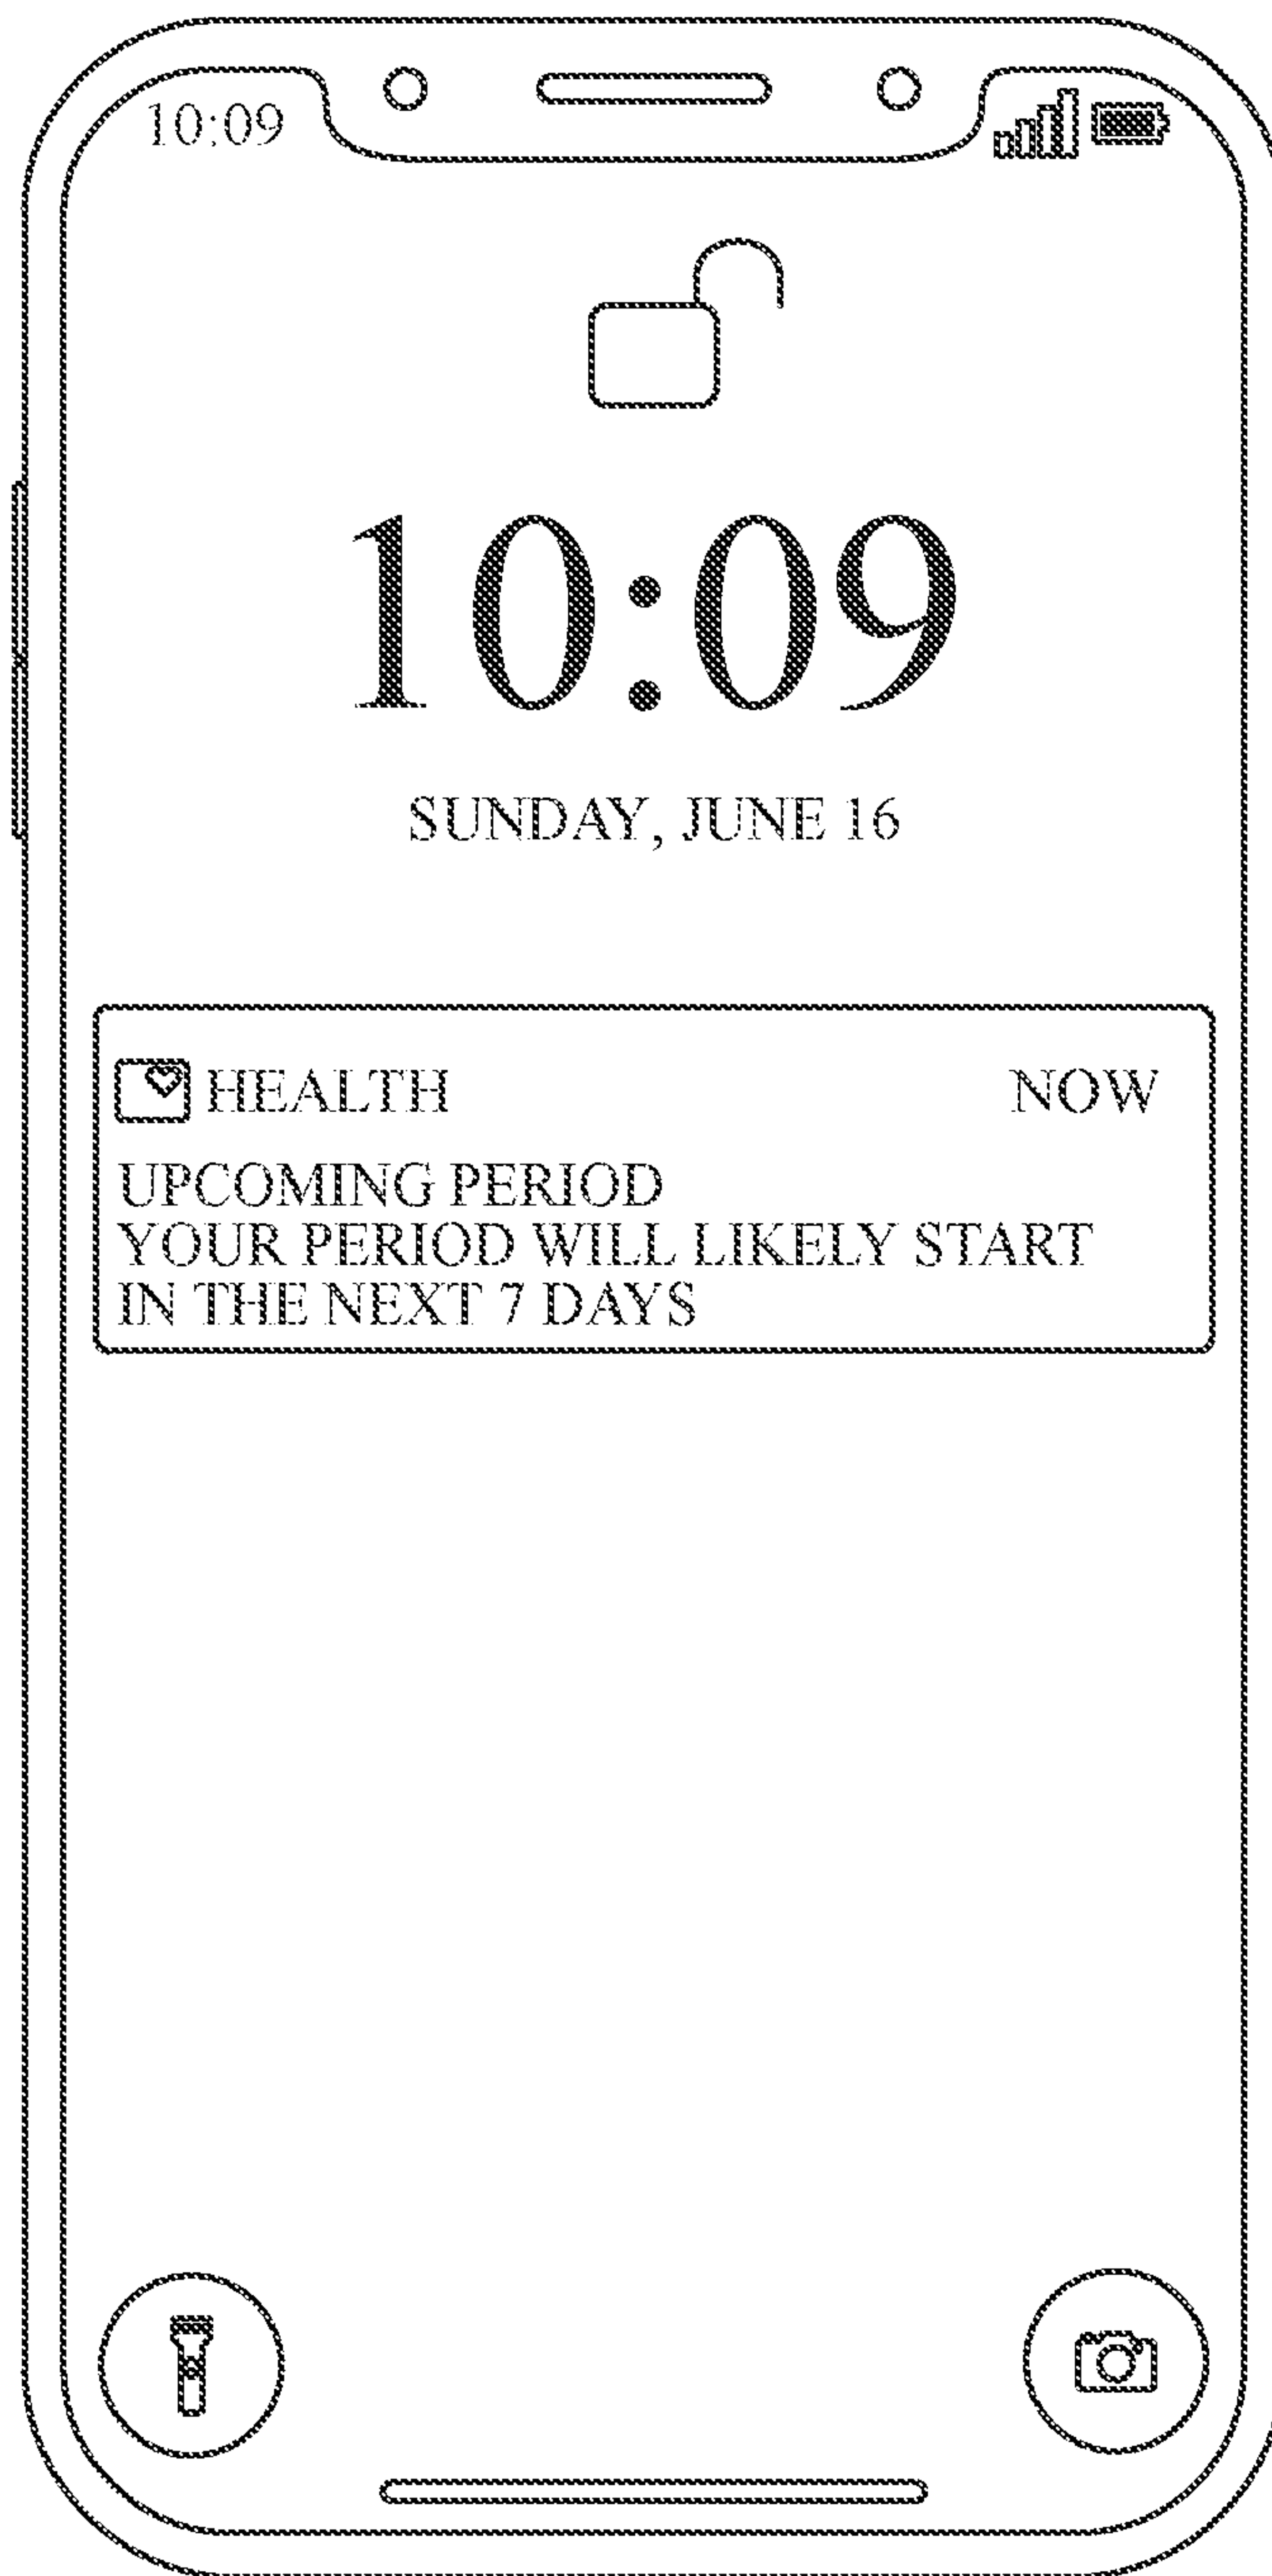 10:09
10:09
SUNDAY, JUNE 16
HEALTH NOW
UPCOMING PERIOD
YOUR PERIOD WILL LIKELY START
IN THE NEXT 7 DAYS